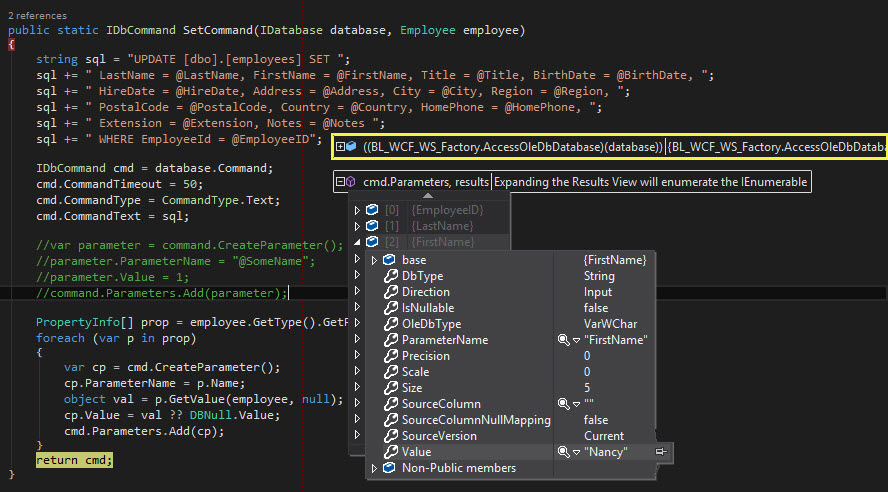 2 references
public static IDbCommand SetCommand(IDatabase database, Employee employee)
{
string sql = "UPDATE [dbo].[employees] SET ";
sql += " LastName = @LastName, FirstName = @FirstName, Title = @Title, BirthDate = @BirthDate, ";
sql += " HireDate = @HireDate, Address = @Address, City = @City, Region = @Region, ";
sql += " PostalCode = @PostalCode, Country = @Country, HomePhone = @HomePhone, ";
sql += " Extension = @Extension, Notes = @Notes ";
sql += " WHERE EmployeeId = @EmployeeID";
((BL_WCF_WS_Factory.AccessOleDbDatabase)(database)) {BL_WCF_WS_Factory.AccessOleDbDataba
IDbCommand cmd = database.Command;
cmd.CommandTimeout = 50;
cmd.CommandType = CommandType.Text;
cmd.CommandText = sql;
cmd.Parameters, results Expanding the Results View will enumerate the IEnumerable
[0] {EmployeeID}
[1] {LastName}
[2] {FirstName}
//var parameter = command.CreateParameter();
//parameter.ParameterName = "@SomeName";
//parameter.Value = 1;
//command.Parameters.Add(parameter);
base {FirstName}
DbType String
Direction Input
IsNullable false
OleDbType VarWChar
ParameterName "FirstName"
Precision 0
Scale 0
Size 5
SourceColumn ""
SourceColumnNullMapping false
SourceVersion Current
Value "Nancy"
Non-Public members
PropertyInfo[] prop = employee.GetType().GetP
foreach (var p in prop)
{
var cp = cmd.CreateParameter();
cp.ParameterName = p.Name;
object val = p.GetValue(employee, null);
cp.Value = val ?? DBNull.Value;
cmd.Parameters.Add(cp);
}
return cmd;
}